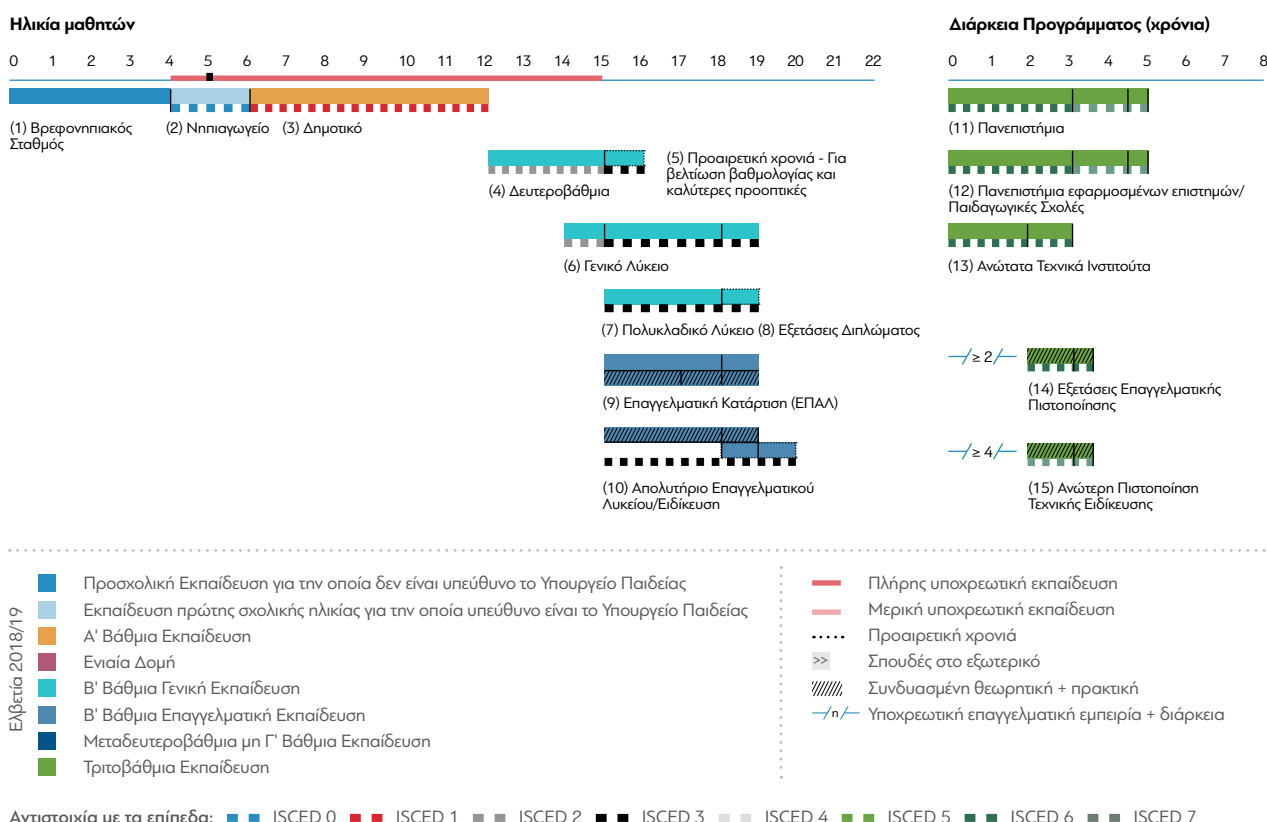 Ηλικία μαθητών
0 1 2 3 4 5 6 7 8 9 10 11 12 13 14 15 16 17 18 19 20 21 22
(1) Βρεφονηπιακός
Σταθμός
(2) Νηπιαγωγείο
(3) Δημοτικό
(4) Δευτεροβάθμια
(5) Προαιρετική χρονιά - Για
βελτίωση βαθμολογίας και
καλύτερες προοπτικές
(6) Γενικό Λύκειο
(7) Πολυκλαδικό Λύκειο (8) Εξετάσεις Διπλώματος
(9) Επαγγελματική Κατάρτιση (ΕΠΑΛ)
(10) Απολυτήριο Επαγγελματικού
Λυκείου/Ειδίκευση
Διάρκεια Προγράμματος (χρόνια)
0 1 2 3 4 5 6 7 8
(11) Πανεπιστήμια
(12) Πανεπιστήμια εφαρμοσμένων επιστημών/
Παιδαγωγικές Σχολές
(13) Ανώτατα Τεχνικά Ινστιτούτα
≥ 2
(14) Εξετάσεις Επαγγελματικής
Πιστοποίησης
≥ 4
(15) Ανώτερη Πιστοποίηση
Τεχνικής Ειδίκευσης
Ελβετία 2018/19
Προσχολική Εκπαίδευση για την οποία δεν είναι υπεύθυνο το Υπουργείο Παιδείας
Εκπαίδευση πρώτης σχολικής ηλικίας για την οποία υπεύθυνο είναι το Υπουργείο Παιδείας
Α' Βάθμια Εκπαίδευση
Ενιαία Δομή
Β' Βάθμια Γενική Εκπαίδευση
Β' Βάθμια Επαγγελματική Εκπαίδευση
Μεταδευτεροβάθμια μη Γ' Βάθμια Εκπαίδευση
Τριτοβάθμια Εκπαίδευση
Πλήρης υποχρεωτική εκπαίδευση
Μερική υποχρεωτική εκπαίδευση
Προαιρετική χρονιά
>> Σπουδές στο εξωτερικό
Συνδυασμένη θεωρητική + πρακτική
n Υποχρεωτική επαγγελματική εμπειρία + διάρκεια
Αντιστοιχία με τα επίπεδα: ISCED 0 ISCED 1 ISCED 2 ISCED 3 ISCED 4 ISCED 5 ISCED 6 ISCED 7